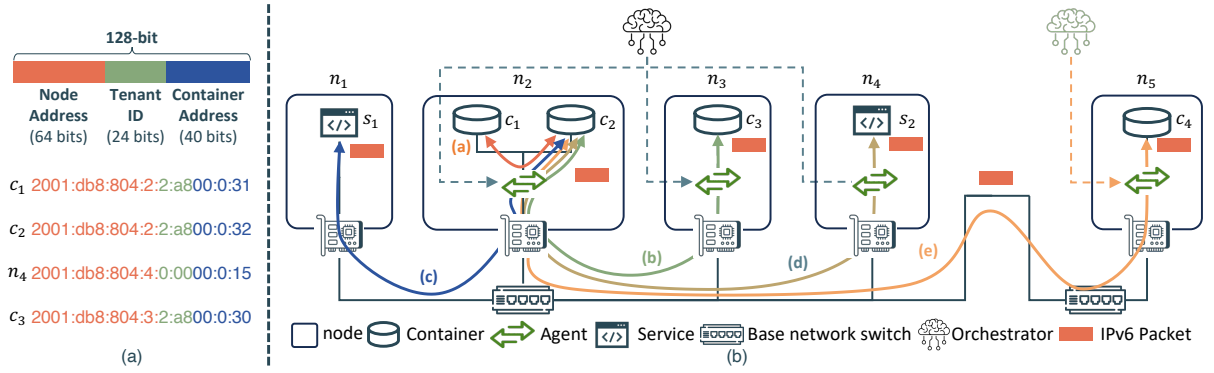 128-bit
Node Address (64 bits)
Tenant ID (24 bits)
Container Address (40 bits)
c1 2001:db8:804:2:2:a800:0:31
c2 2001:db8:804:2:2:a800:0:32
n4 2001:db8:804:4:0:0000:0:15
c3 2001:db8:804:3:2:a800:0:30
(a)
n1
n2
n3
n4
n5
s1
c1
c2
c3
s2
c4
(a)
(b)
(c)
(d)
(e)
node
Container
Agent
Service
Base network switch
Orchestrator
IPv6 Packet
(b)